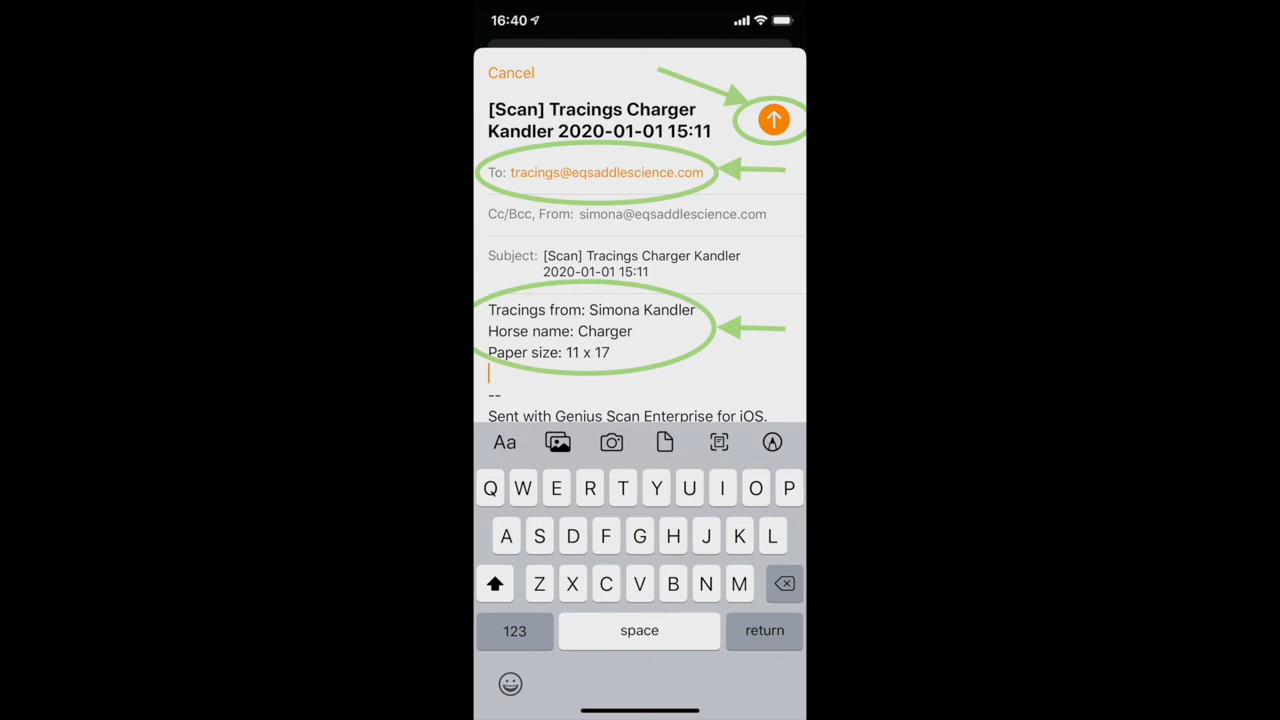 16:40
Cancel
[Scan] Tracings Charger
Kandler 2020-01-01 15:11
To: tracings@eqsaddlescience.com
Cc/Bcc, From: simona@eqsaddlescience.com
Subject: [Scan] Tracings Charger Kandler
2020-01-01 15:11
Tracings from: Simona Kandler
Horse name: Charger
Paper size: 11 x 17
--
Sent with Genius Scan Enterprise for iOS.
Aa
Q W E R T Y U I O P
A S D F G H J K L
Z X C V B N M
123 space return